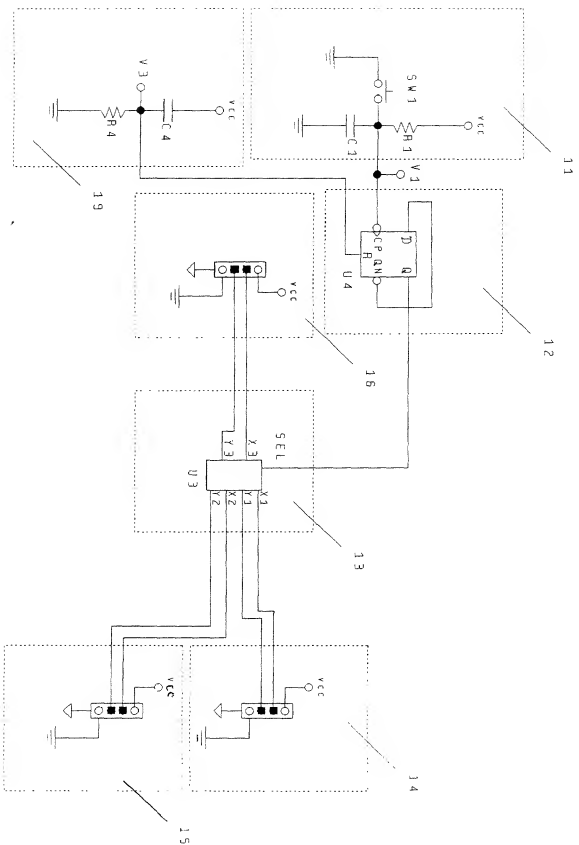 VCC
R1
SW1
C1
V1
11
VCC
C4
V3
R4
19
D
Q
CP
QN
R
U4
12
VCC
16
SEL
X3
Y3
U3
X1
Y1
X2
Y2
13
VCC
14
VCC
15